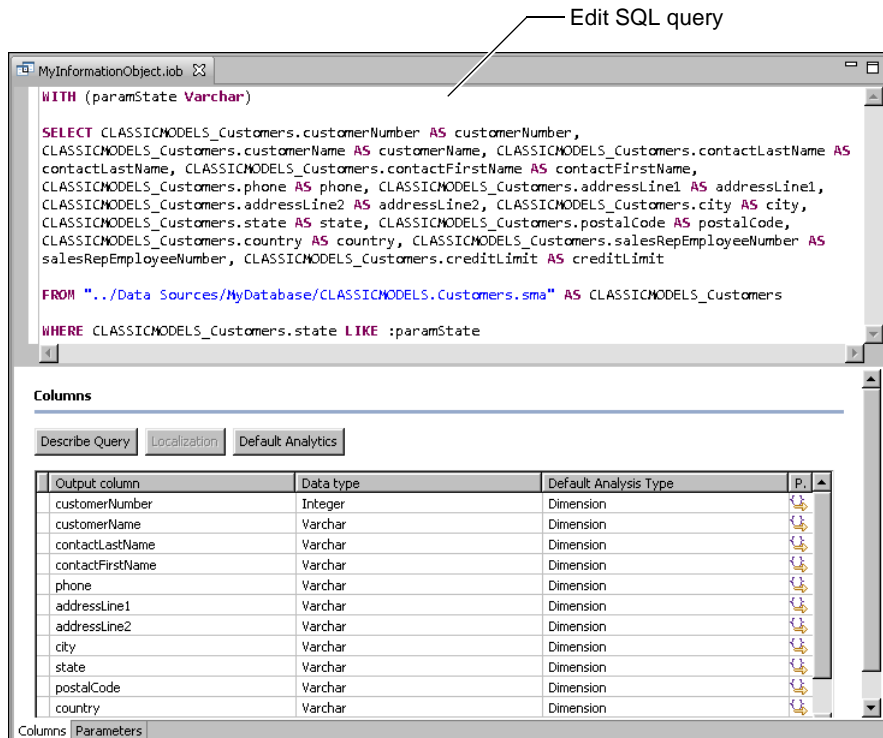 Edit SQL query
MyInformationObject.iob
WITH (paramState Varchar)
SELECT CLASSICMODELS_Customers.customerNumber AS customerNumber,
CLASSICMODELS_Customers.customerName AS customerName, CLASSICMODELS_Customers.contactLastName AS
contactLastName, CLASSICMODELS_Customers.contactFirstName AS contactFirstName,
CLASSICMODELS_Customers.phone AS phone, CLASSICMODELS_Customers.addressLine1 AS addressLine1,
CLASSICMODELS_Customers.addressLine2 AS addressLine2, CLASSICMODELS_Customers.city AS city,
CLASSICMODELS_Customers.state AS state, CLASSICMODELS_Customers.postalCode AS postalCode,
CLASSICMODELS_Customers.country AS country, CLASSICMODELS_Customers.salesRepEmployeeNumber AS
salesRepEmployeeNumber, CLASSICMODELS_Customers.creditLimit AS creditLimit
FROM "../Data Sources/MyDatabase/CLASSICMODELS.Customers.sma" AS CLASSICMODELS_Customers
WHERE CLASSICMODELS_Customers.state LIKE :paramState
Columns
Describe Query Localization Default Analytics
Output column Data type Default Analysis Type P.
customerNumber Integer Dimension
customerName Varchar Dimension
contactLastName Varchar Dimension
contactFirstName Varchar Dimension
phone Varchar Dimension
addressLine1 Varchar Dimension
addressLine2 Varchar Dimension
city Varchar Dimension
state Varchar Dimension
postalCode Varchar Dimension
country Varchar Dimension
Columns Parameters